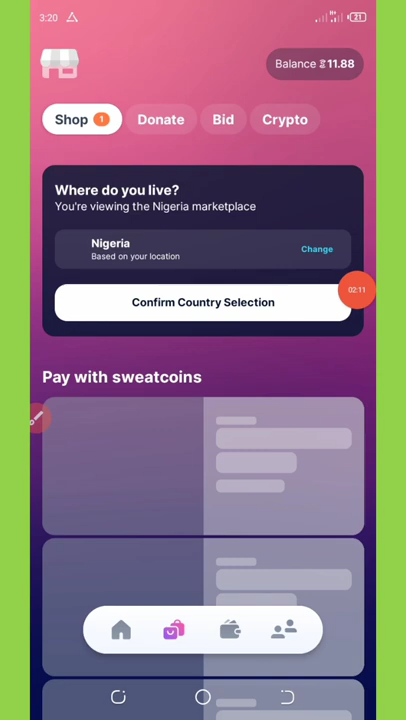 3:20
21
Balance 11.88
Shop 1
Donate
Bid
Crypto
Where do you live?
You're viewing the Nigeria marketplace
Nigeria
Based on your location
Change
Confirm Country Selection
02:11
Pay with sweatcoins